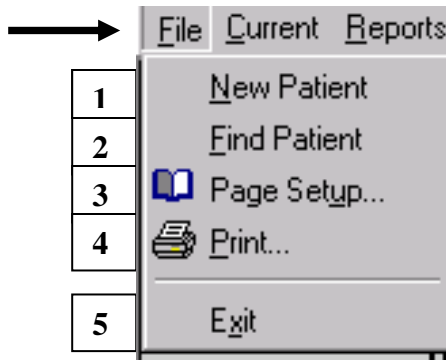 File Current Reports
1 New Patient
2 Find Patient
3 Page Setup...
4 Print...
5 Exit